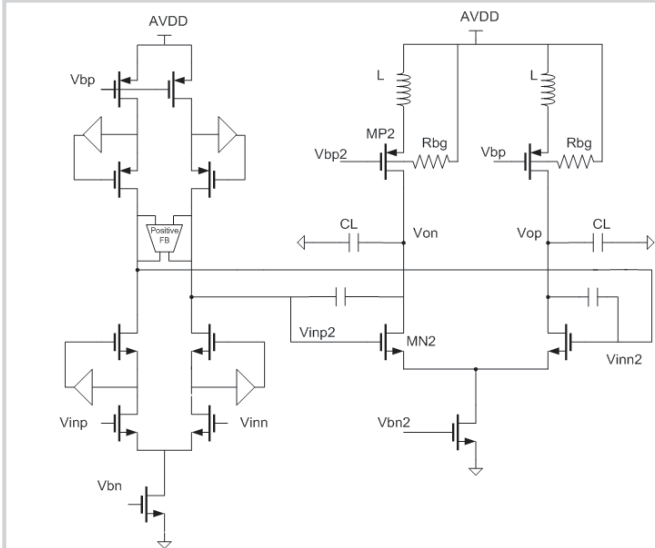 AVDD
AVDD
Vbp
L
L
MP2
Rbg
Rbg
Vbp2
Vbp
CL
Von
Vop
CL
Positive
FB
Vinp2
MN2
Vinn2
Vinp
Vinn
Vbn2
Vbn